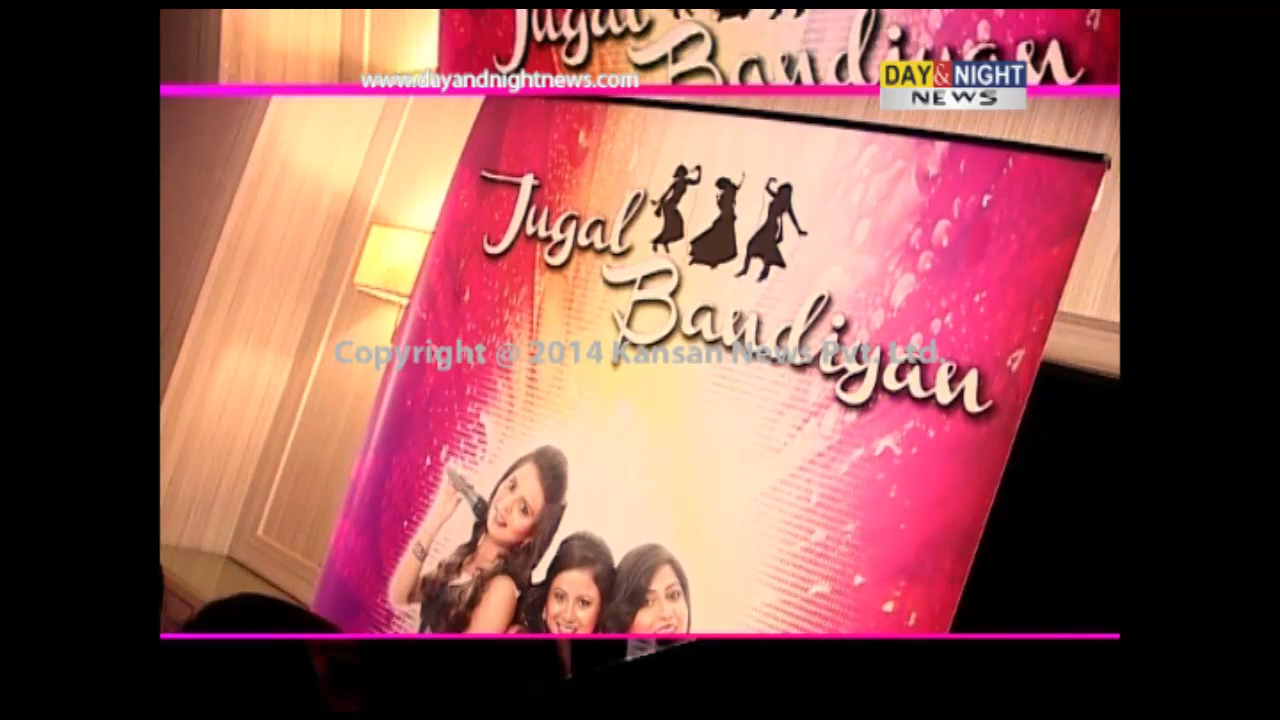 Jugal
Bandiyan
www.dayandnightnews.com
DAY & NIGHT
NEWS
Jugal
Bandiyan
Copyright @ 2014 Kansan News Pvt. Ltd.